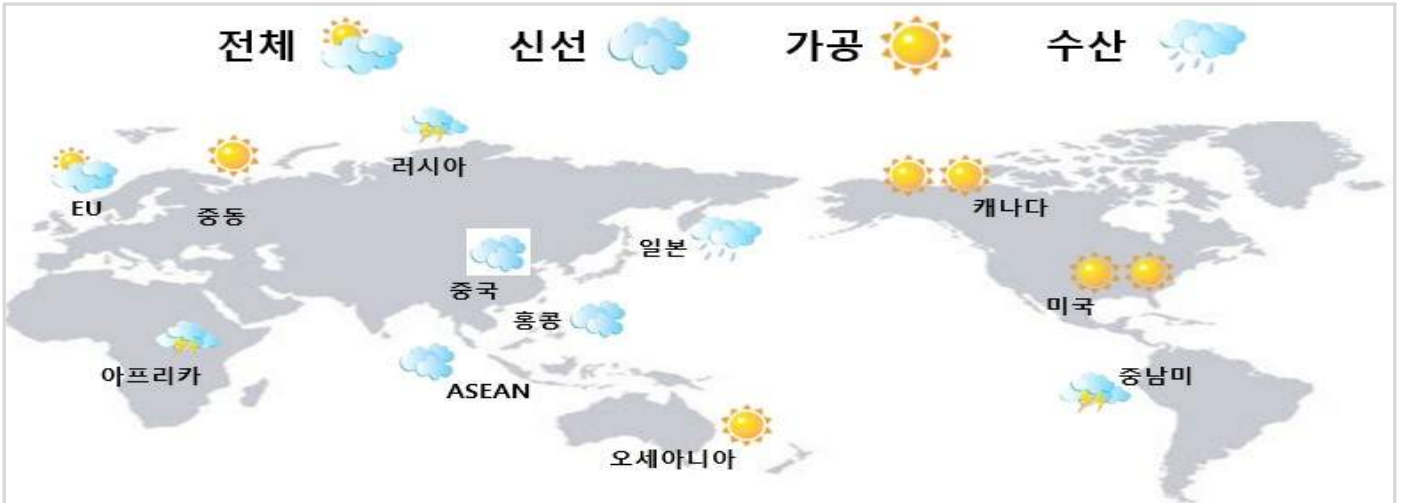 전체 신선 가공 수산
러시아
EU
중동
캐나다
일본
중국
미국
홍콩
아프리카
ASEAN
중남미
오세아니아